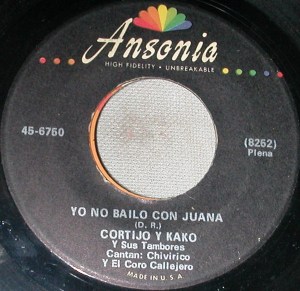 Ansonia
HIGH FIDELITY • UNBREAKABLE
45-6760
(8262)
Plena
YO NO BAILO CON JUANA
(D. R.)
CORTIJO Y KAKO
Y Sus Tambores
Cantan: Chivirico
Y El Coro Callejero
MADE IN U. S. A